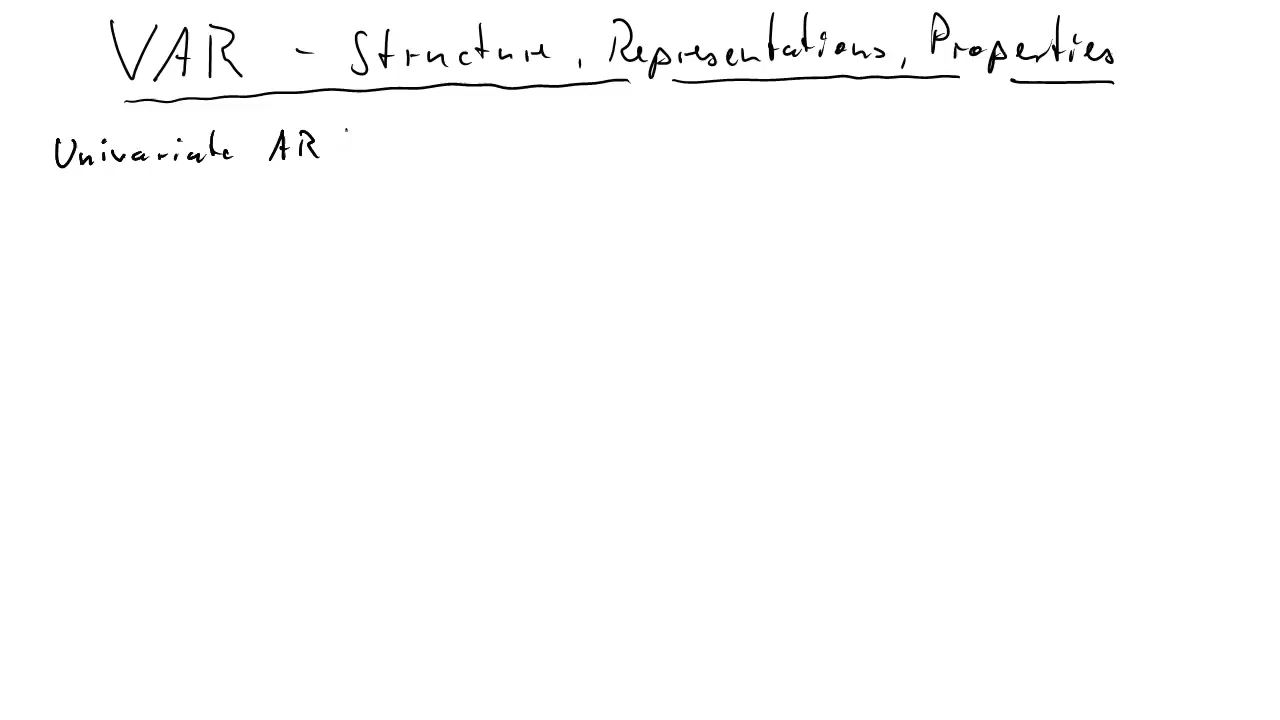 VAR - Structure, Representations, Properties
Univariate AR